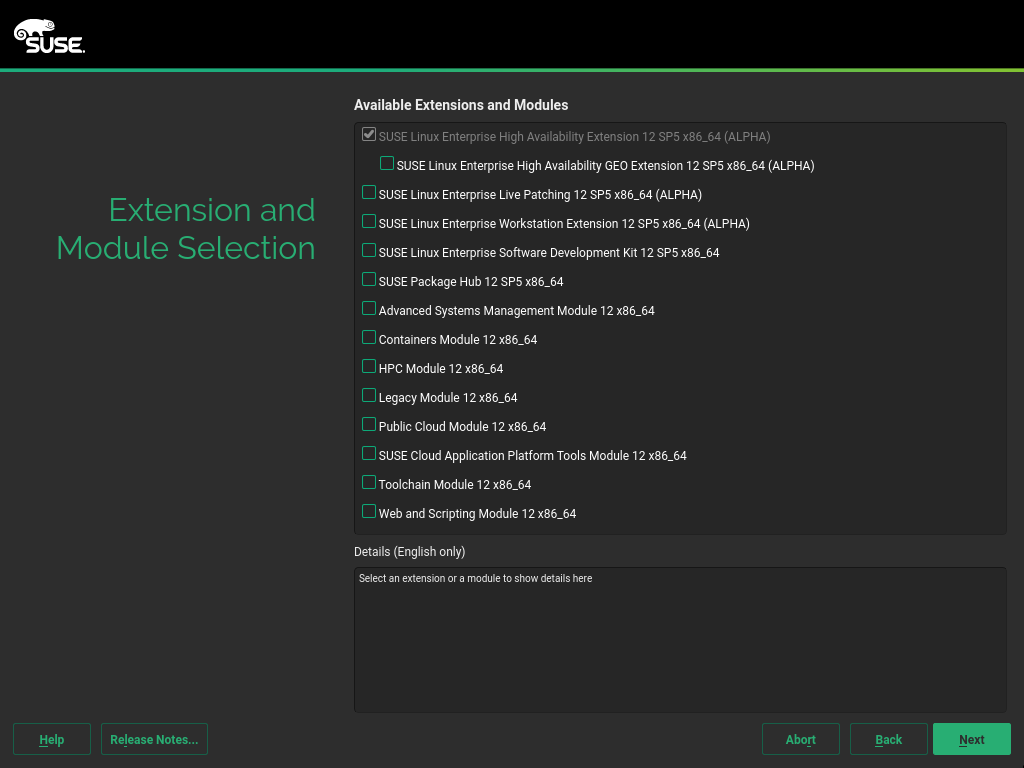 SUSE.
Available Extensions and Modules
SUSE Linux Enterprise High Availability Extension 12 SP5 x86_64 (ALPHA)
SUSE Linux Enterprise High Availability GEO Extension 12 SP5 x86_64 (ALPHA)
SUSE Linux Enterprise Live Patching 12 SP5 x86_64 (ALPHA)
SUSE Linux Enterprise Workstation Extension 12 SP5 x86_64 (ALPHA)
SUSE Linux Enterprise Software Development Kit 12 SP5 x86_64
SUSE Package Hub 12 SP5 x86_64
Advanced Systems Management Module 12 x86_64
Containers Module 12 x86_64
HPC Module 12 x86_64
Legacy Module 12 x86_64
Public Cloud Module 12 x86_64
SUSE Cloud Application Platform Tools Module 12 x86_64
Toolchain Module 12 x86_64
Web and Scripting Module 12 x86_64
Extension and
Module Selection
Details (English only)
Select an extension or a module to show details here
Help
Release Notes...
Abort
Back
Next